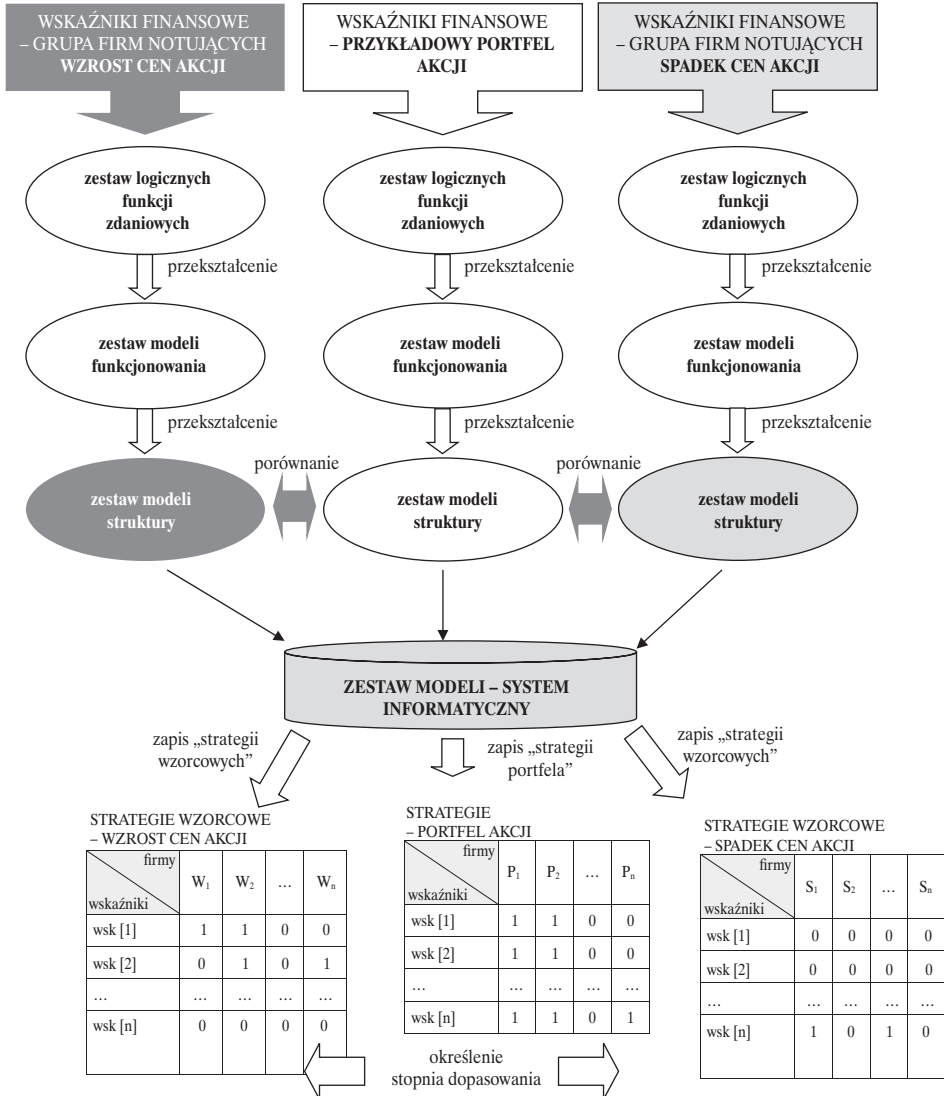 WSKAŹNIKI FINANSOWE
– GRUPA FIRM NOTUJĄCYCH
WZROST CEN AKCJI
WSKAŹNIKI FINANSOWE
– PRZYKŁADOWY PORTFEL
AKCJI
WSKAŹNIKI FINANSOWE
– GRUPA FIRM NOTUJĄCYCH
SPADEK CEN AKCJI
zestaw logicznych
funkcji
zdaniowych
zestaw logicznych
funkcji
zdaniowych
zestaw logicznych
funkcji
zdaniowych
przekształcenie
przekształcenie
przekształcenie
zestaw modeli
funkcjonowania
zestaw modeli
funkcjonowania
zestaw modeli
funkcjonowania
przekształcenie
przekształcenie
przekształcenie
zestaw modeli
struktury
porównanie
zestaw modeli
struktury
porównanie
zestaw modeli
struktury
ZESTAW MODELI – SYSTEM
INFORMATYCZNY
zapis „strategii
wzorcowych”
zapis „strategii
portfela”
zapis „strategii
wzorcowych”
STRATEGIE WZORCOWE
– WZROST CEN AKCJI
firmy
wskaźniki
W₁ W₂ … Wₙ
wsk [1] 1 1 0 0
wsk [2] 0 1 0 1
… … … … …
wsk [n] 0 0 0 0
STRATEGIE
– PORTFEL AKCJI
firmy
wskaźniki
P₁ P₂ … Pₙ
wsk [1] 1 1 0 0
wsk [2] 1 1 0 0
… … … … …
wsk [n] 1 1 0 1
STRATEGIE WZORCOWE
– SPADEK CEN AKCJI
firmy
wskaźniki
S₁ S₂ … Sₙ
wsk [1] 0 0 0 0
wsk [2] 0 0 0 0
… … … … …
wsk [n] 1 0 1 0
określenie
stopnia dopasowania